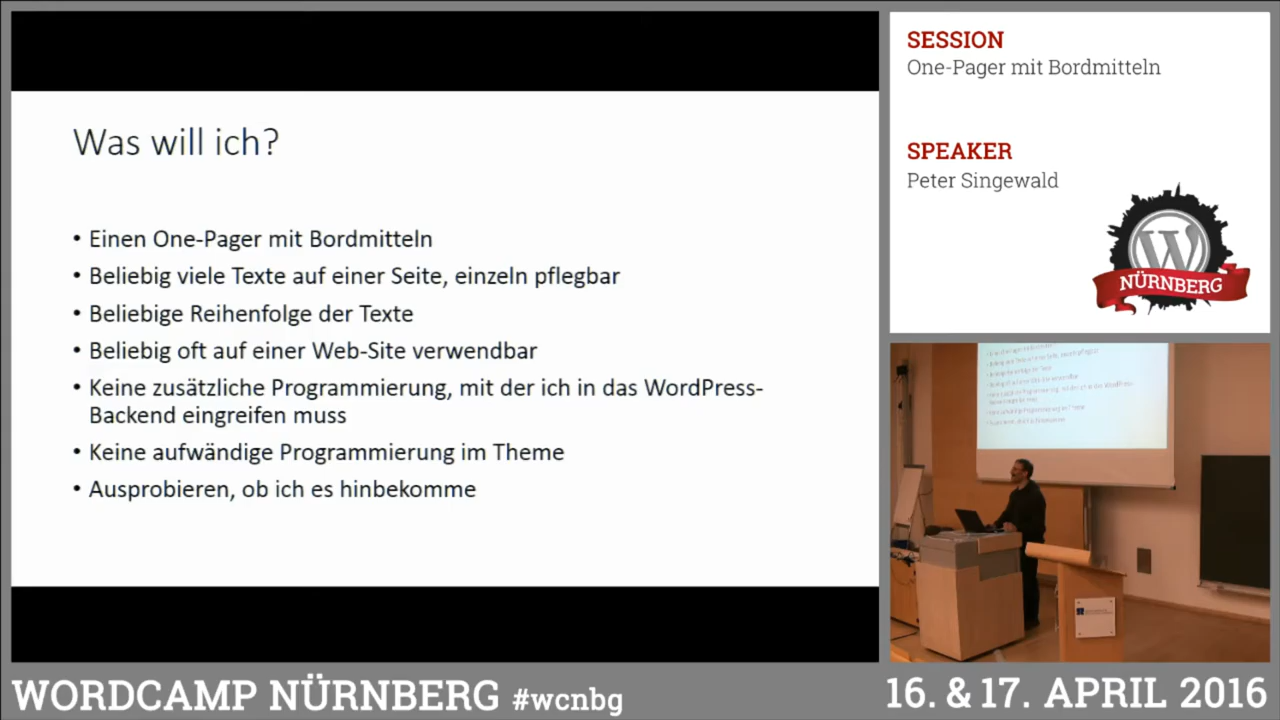 Was will ich?
• Einen One-Pager mit Bordmitteln
• Beliebig viele Texte auf einer Seite, einzeln pflegbar
• Beliebige Reihenfolge der Texte
• Beliebig oft auf einer Web-Site verwendbar
• Keine zusätzliche Programmierung, mit der ich in das WordPress-
Backend eingreifen muss
• Keine aufwändige Programmierung im Theme
• Ausprobieren, ob ich es hinbekomme
SESSION
One-Pager mit Bordmitteln
SPEAKER
Peter Singewald
W
NÜRNBERG
WORDCAMP NÜRNBERG #wcnbg
16. & 17. APRIL 2016